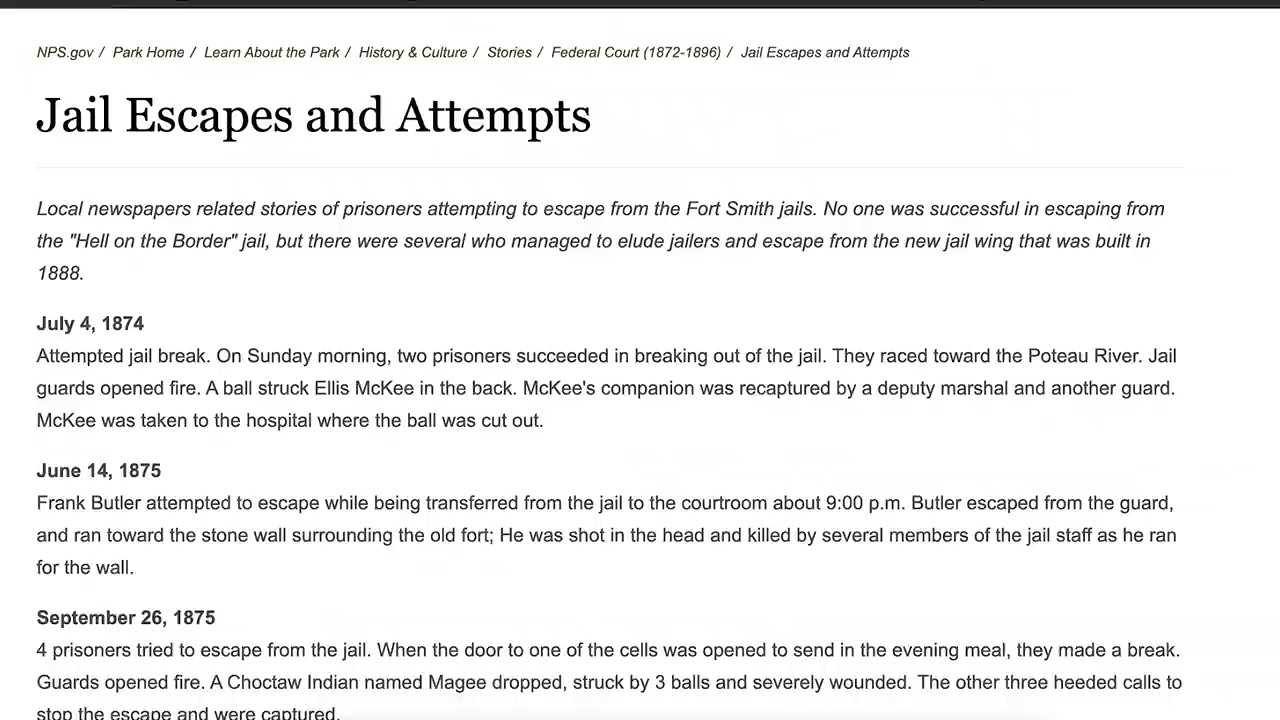 NPS.gov / Park Home / Learn About the Park / History & Culture / Stories / Federal Court (1872-1896) / Jail Escapes and Attempts
Jail Escapes and Attempts
Local newspapers related stories of prisoners attempting to escape from the Fort Smith jails. No one was successful in escaping from
the "Hell on the Border" jail, but there were several who managed to elude jailers and escape from the new jail wing that was built in
1888.
July 4, 1874
Attempted jail break. On Sunday morning, two prisoners succeeded in breaking out of the jail. They raced toward the Poteau River. Jail
guards opened fire. A ball struck Ellis McKee in the back. McKee's companion was recaptured by a deputy marshal and another guard.
McKee was taken to the hospital where the ball was cut out.
June 14, 1875
Frank Butler attempted to escape while being transferred from the jail to the courtroom about 9:00 p.m. Butler escaped from the guard,
and ran toward the stone wall surrounding the old fort; He was shot in the head and killed by several members of the jail staff as he ran
for the wall.
September 26, 1875
4 prisoners tried to escape from the jail. When the door to one of the cells was opened to send in the evening meal, they made a break.
Guards opened fire. A Choctaw Indian named Magee dropped, struck by 3 balls and severely wounded. The other three heeded calls to
stop the escape and were captured.